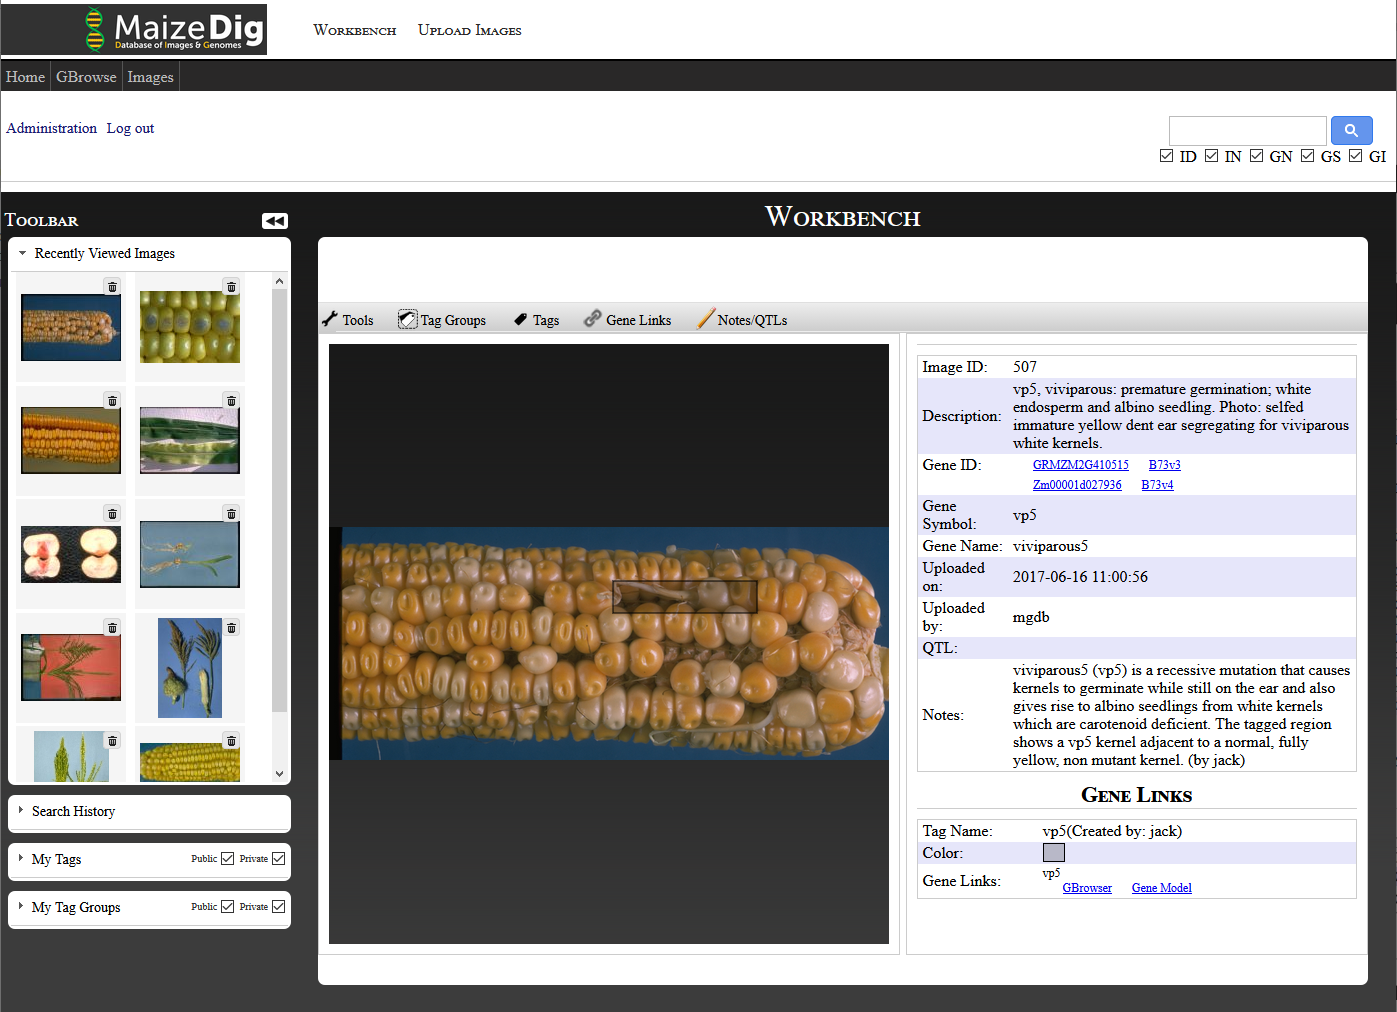 MaizeDig
Database of Images & Genomes
Workbench Upload Images
Home GBrowse Images
Administration Log out
ID IN GN GS GI
Toolbar
Workbench
Recently Viewed Images
Tools Tag Groups Tags Gene Links Notes/QTLs
Image ID: 507
Description: vp5, viviparous: premature germination; white
endosperm and albino seedling. Photo: selfed
immature yellow dent ear segregating for viviparous
white kernels.
Gene ID: GRMZM2G410515 B73v3
Zm00001d027936 B73v4
Gene
Symbol: vp5
Gene Name: viviparous5
Uploaded
on: 2017-06-16 11:00:56
Uploaded
by: mgdb
QTL:
Notes: viviparous5 (vp5) is a recessive mutation that causes
kernels to germinate while still on the ear and also
gives rise to albino seedlings from white kernels
which are carotenoid deficient. The tagged region
shows a vp5 kernel adjacent to a normal, fully
yellow, non mutant kernel. (by jack)
Gene Links
Tag Name: vp5(Created by: jack)
Color:
Gene Links: vp5
GBrowser Gene Model
Search History
My Tags Public Private
My Tag Groups Public Private